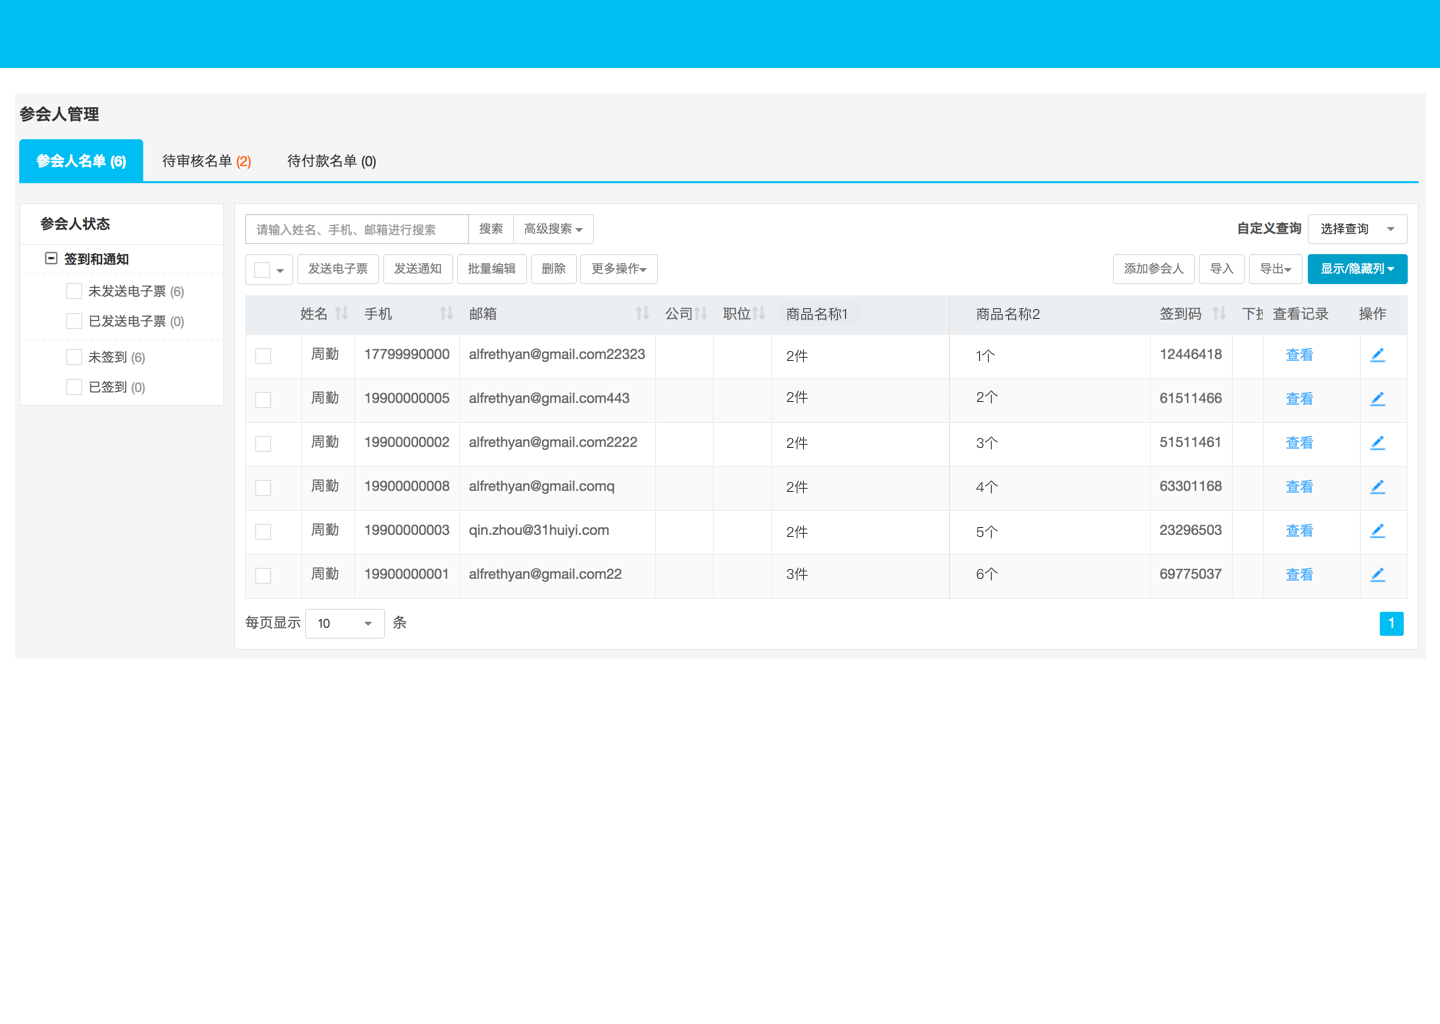 参会人管理
参会人名单 (6) 待审核名单 (2) 待付款名单 (0)
参会人状态
签到和通知
未发送电子票 (6)
已发送电子票 (0)
未签到 (6)
已签到 (0)
请输入姓名、手机、邮箱进行搜索 搜索 高级搜索 自定义查询 选择查询
发送电子票 发送通知 批量编辑 删除 更多操作 添加参会人 导入 导出 显示/隐藏列
姓名 手机 邮箱 公司 职位 商品名称1 商品名称2 签到码 下 查看记录 操作
周勤 17799990000 alfrethyan@gmail.com22323 2件 1个 12446418 查看
周勤 19900000005 alfrethyan@gmail.com443 2件 2个 61511466 查看
周勤 19900000002 alfrethyan@gmail.com2222 2件 3个 51511461 查看
周勤 19900000008 alfrethyan@gmail.comq 2件 4个 63301168 查看
周勤 19900000003 qin.zhou@31huiyi.com 2件 5个 23296503 查看
周勤 19900000001 alfrethyan@gmail.com22 3件 6个 69775037 查看
每页显示 10 条 1